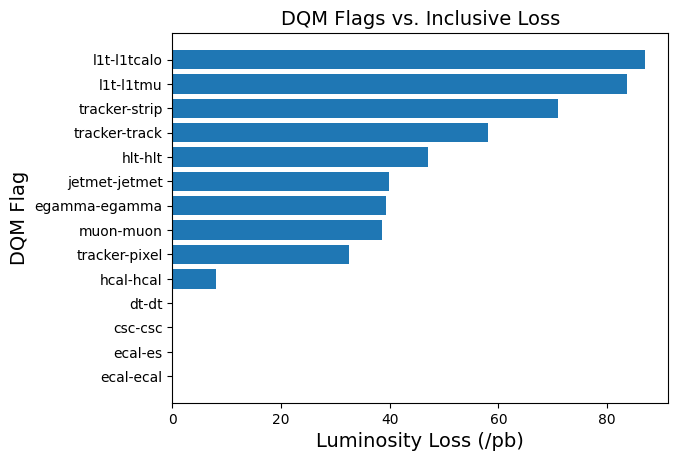 DQM Flags vs. Inclusive Loss
DQM Flag
l1t-l1tcalo
l1t-l1tmu
tracker-strip
tracker-track
hlt-hlt
jetmet-jetmet
egamma-egamma
muon-muon
tracker-pixel
hcal-hcal
dt-dt
csc-csc
ecal-es
ecal-ecal
0 20 40 60 80
Luminosity Loss (/pb)